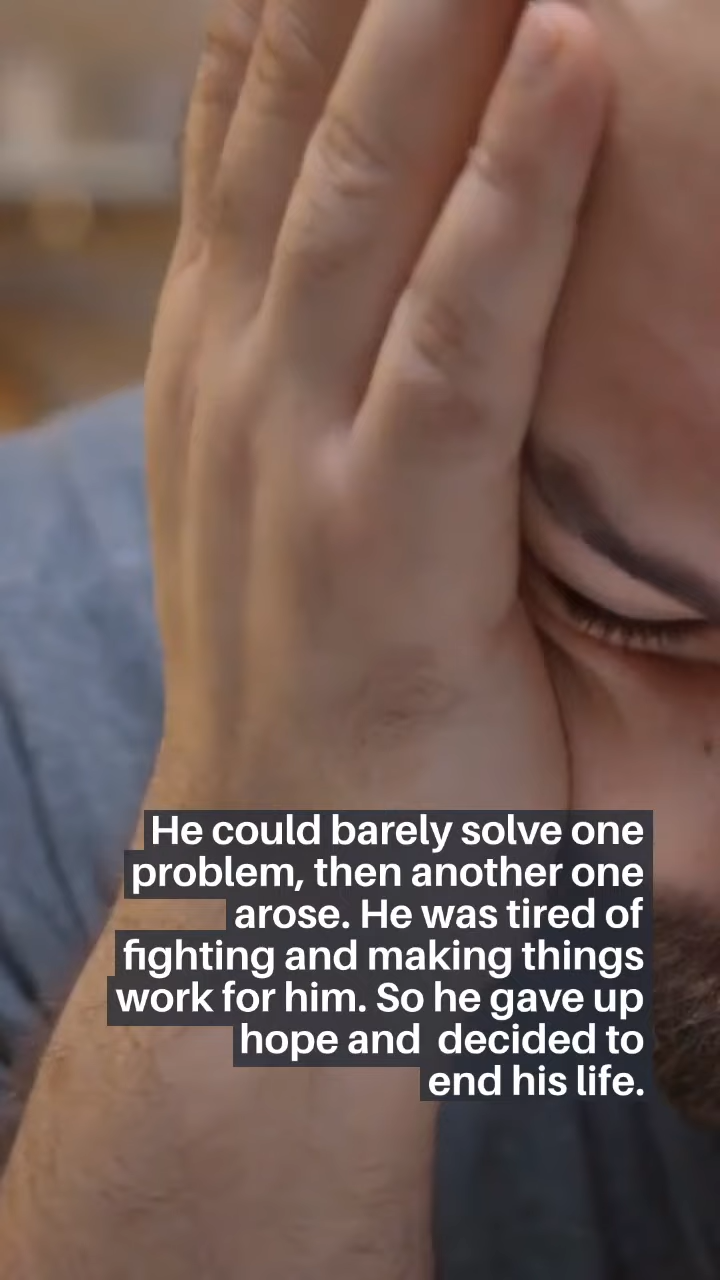 He could barely solve one
problem, then another one
arose. He was tired of
fighting and making things
work for him. So he gave up
hope and  decided to
end his life.